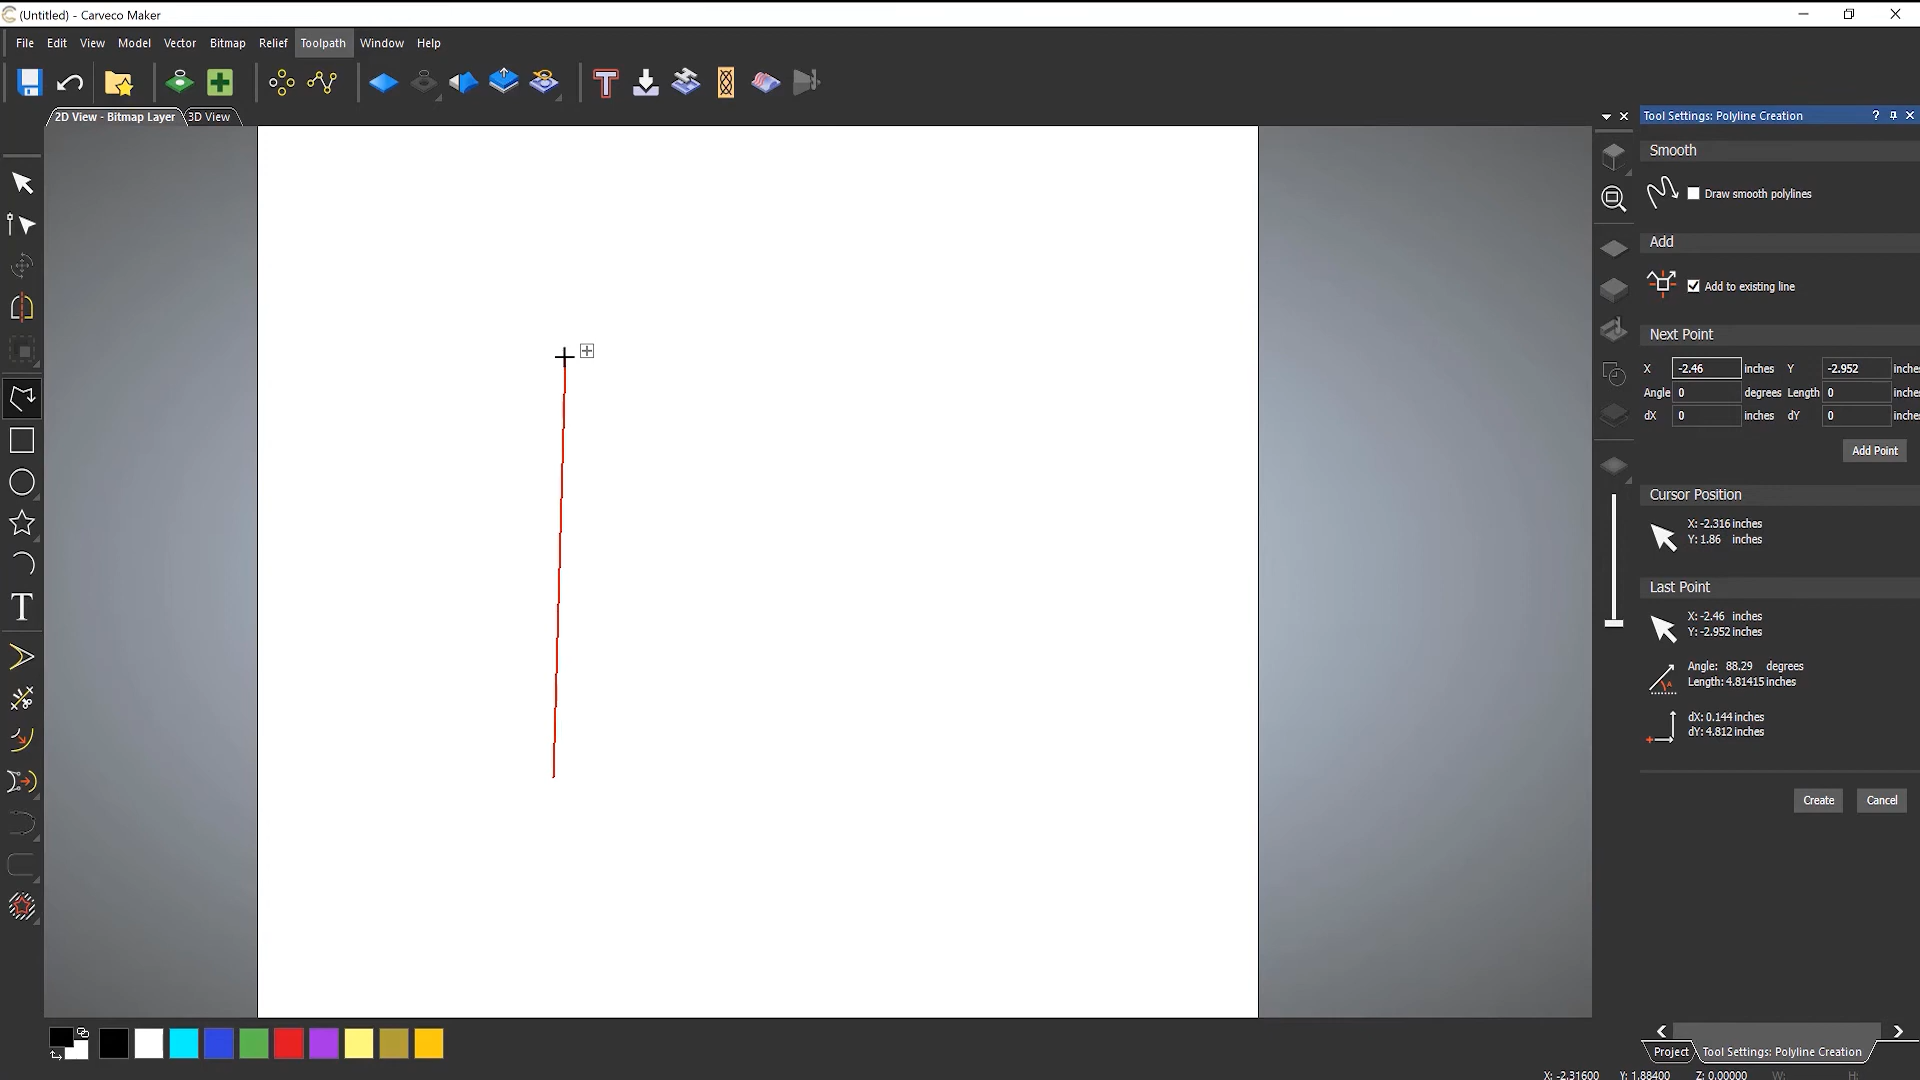 (Untitled) - Carveco Maker
File Edit View Model Vector Bitmap Relief Toolpath Window Help
2D View - Bitmap Layer 3D View
Tool Settings: Polyline Creation
Smooth
Draw smooth polylines
Add
Add to existing line
Next Point
X -2.46 inches Y -2.952 inches
Angle 0 degrees Length 0 inches
dX 0 inches dY 0 inches
Add Point
Cursor Position
X: -2.316 inches
Y: 1.86 inches
Last Point
X: -2.46 inches
Y: -2.952 inches
Angle: 88.29 degrees
Length: 4.81415 inches
dX: 0.144 inches
dY: 4.812 inches
Create Cancel
Project Tool Settings: Polyline Creation
X: -2.31600 Y: 1.88400 Z: 0.00000 W: H: